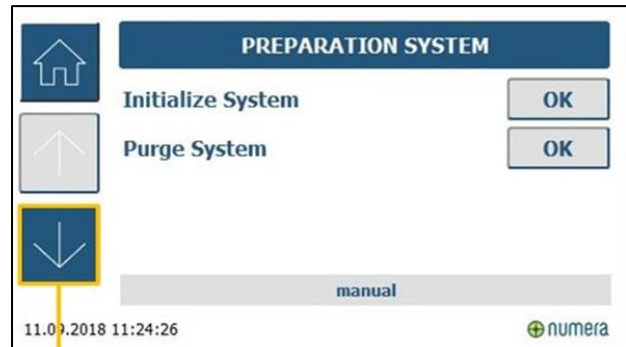 PREPARATION SYSTEM
Initialize System OK
Purge System OK
manual
11.09.2018 11:24:26 numera